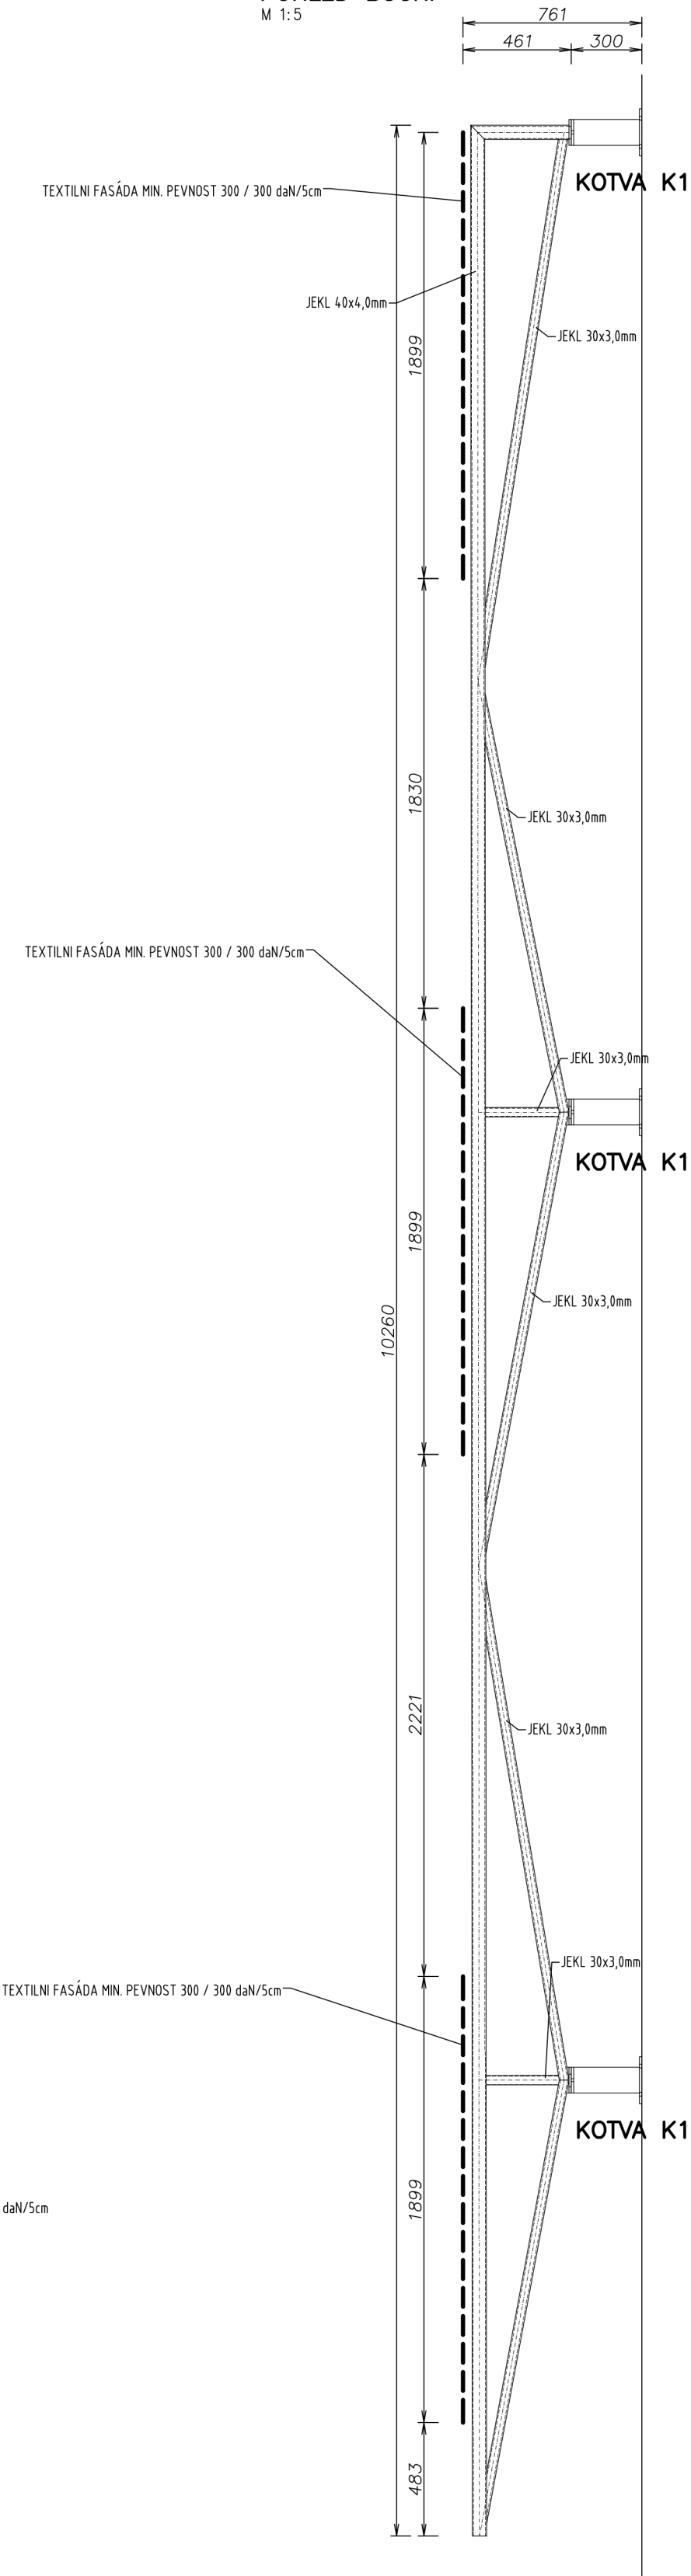 M 1:5
761
461
300
TEXTILNI FASÁDA MIN. PEVNOST 300 / 300 daN/5cm
KOTVA K1
JEKL 40x4,0mm
JEKL 30x3,0mm
1899
1830
JEKL 30x3,0mm
TEXTILNI FASÁDA MIN. PEVNOST 300 / 300 daN/5cm
JEKL 30x3,0mm
KOTVA K1
1899
JEKL 30x3,0mm
10260
2221
JEKL 30x3,0mm
JEKL 30x3,0mm
TEXTILNI FASÁDA MIN. PEVNOST 300 / 300 daN/5cm
KOTVA K1
1899
daN/5cm
483